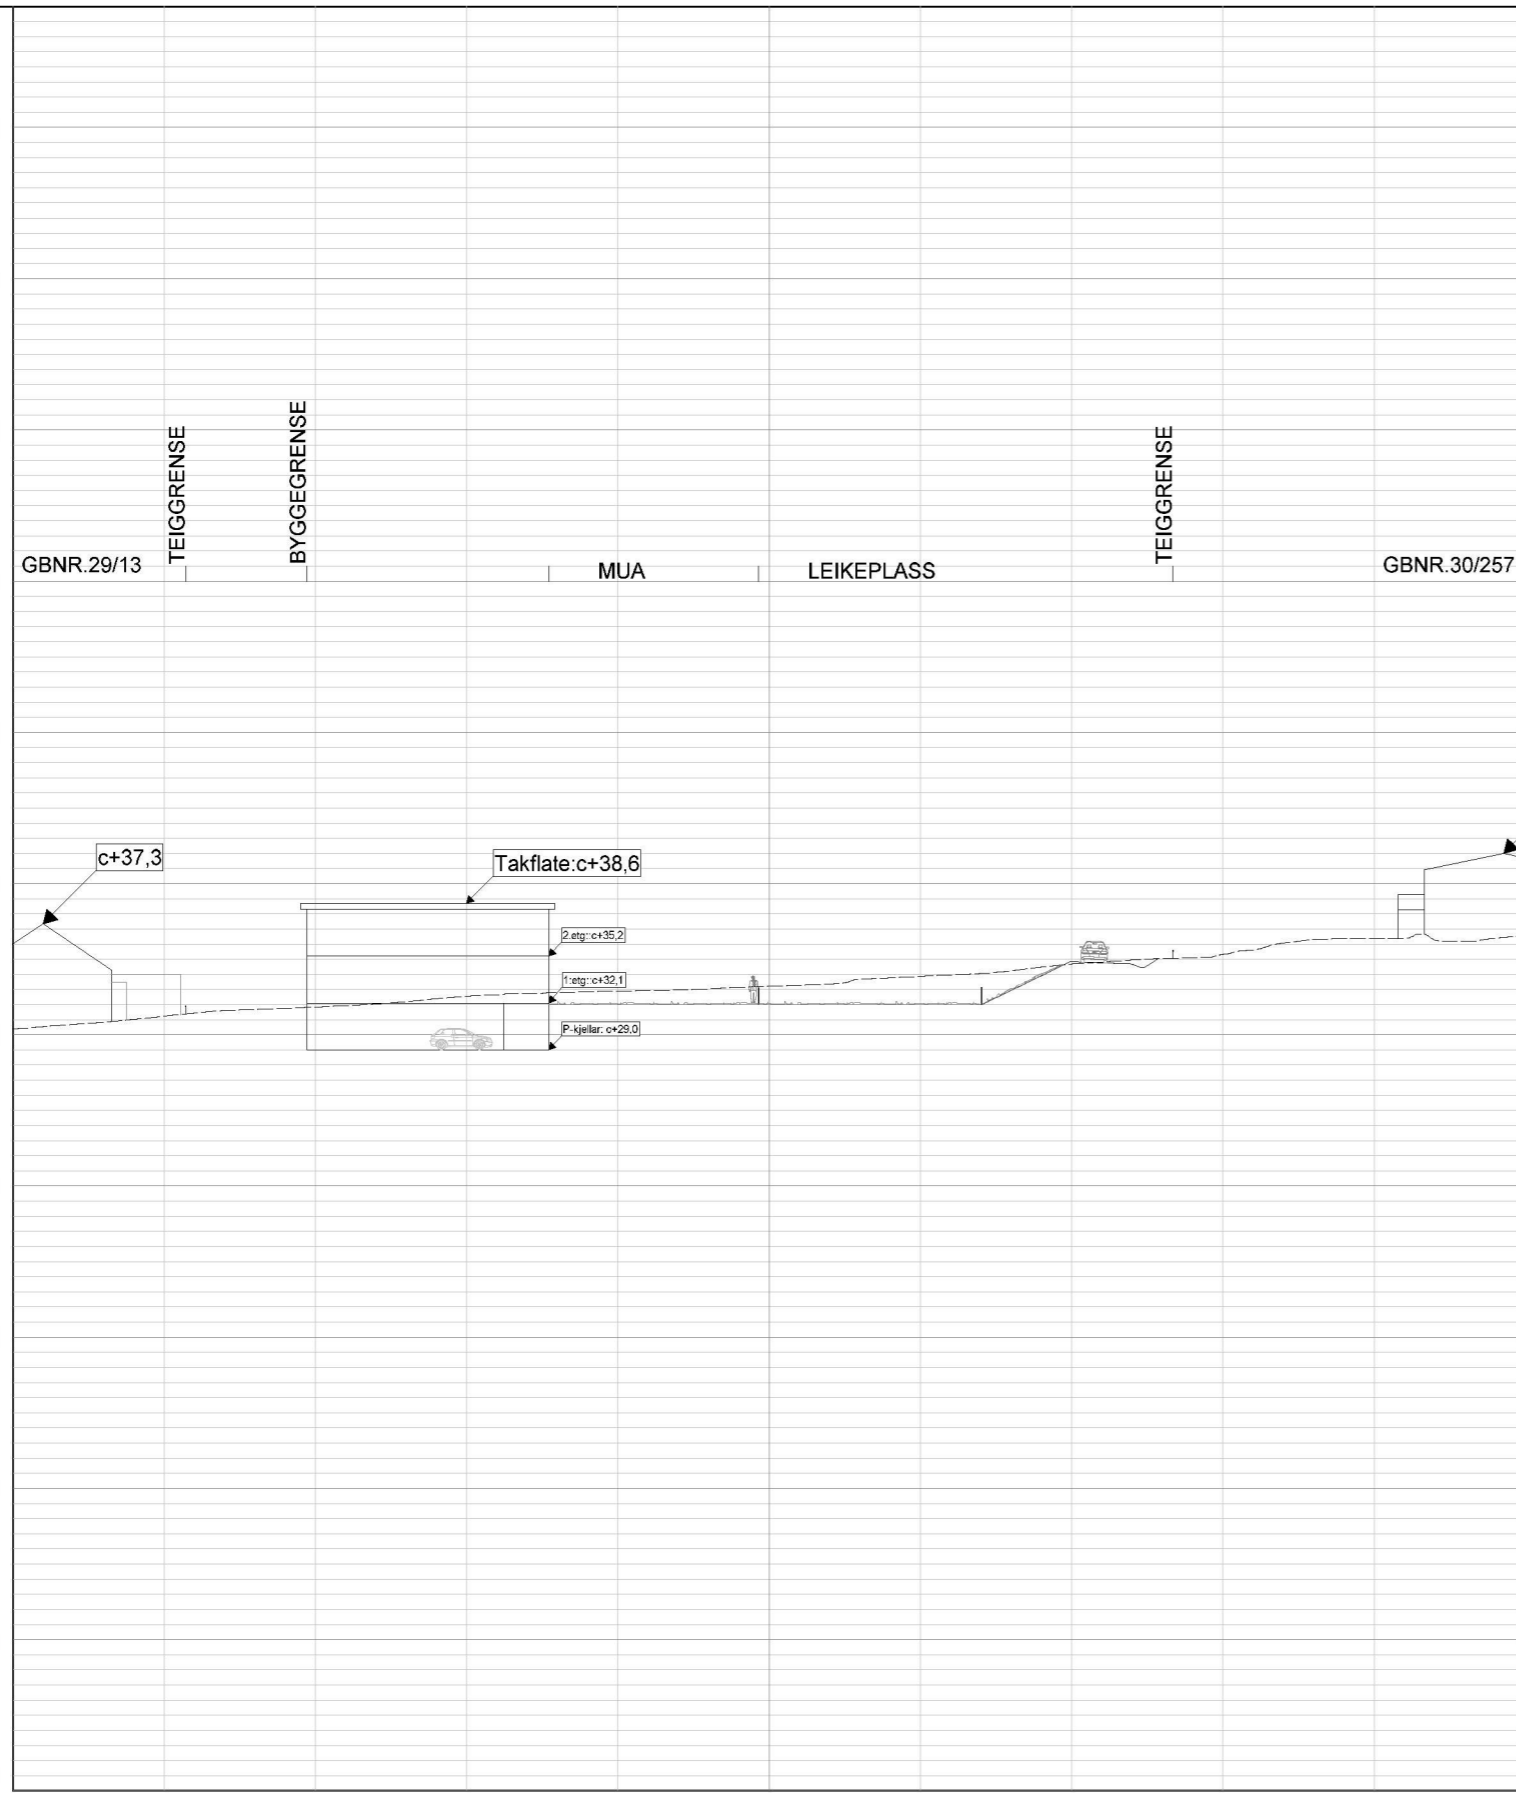 TEIGGRENSE
BYGGEGRENSE
TEIGGRENSE
GBNR.29/13
MUA
LEIKEPLASS
GBNR.30/257
c+37,3
Takflate:c+38,6
2.etg::c+35,2
1:etg::c+32,1
P-kjellar: c+29,0